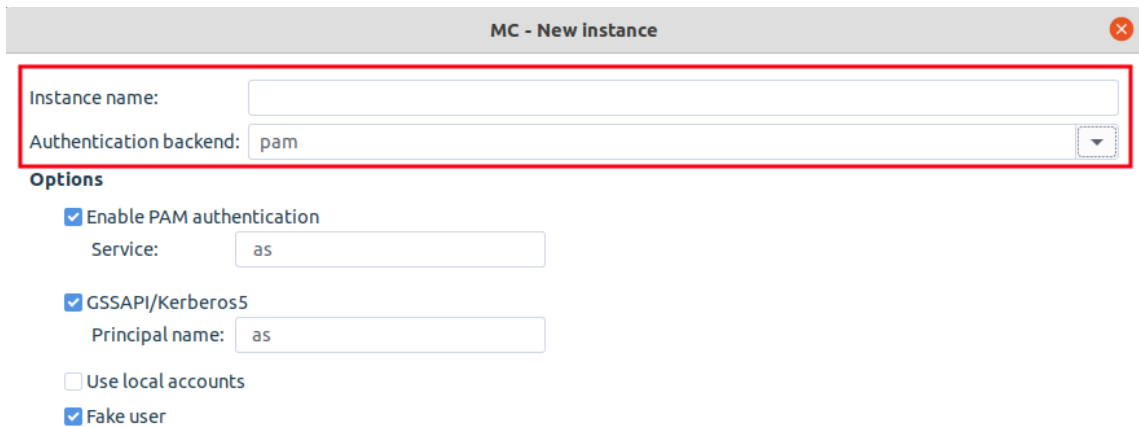 MC - New instance
Instance name:
Authentication backend: pam
Options
Enable PAM authentication
Service: as
GSSAPI/Kerberos5
Principal name: as
Use local accounts
Fake user